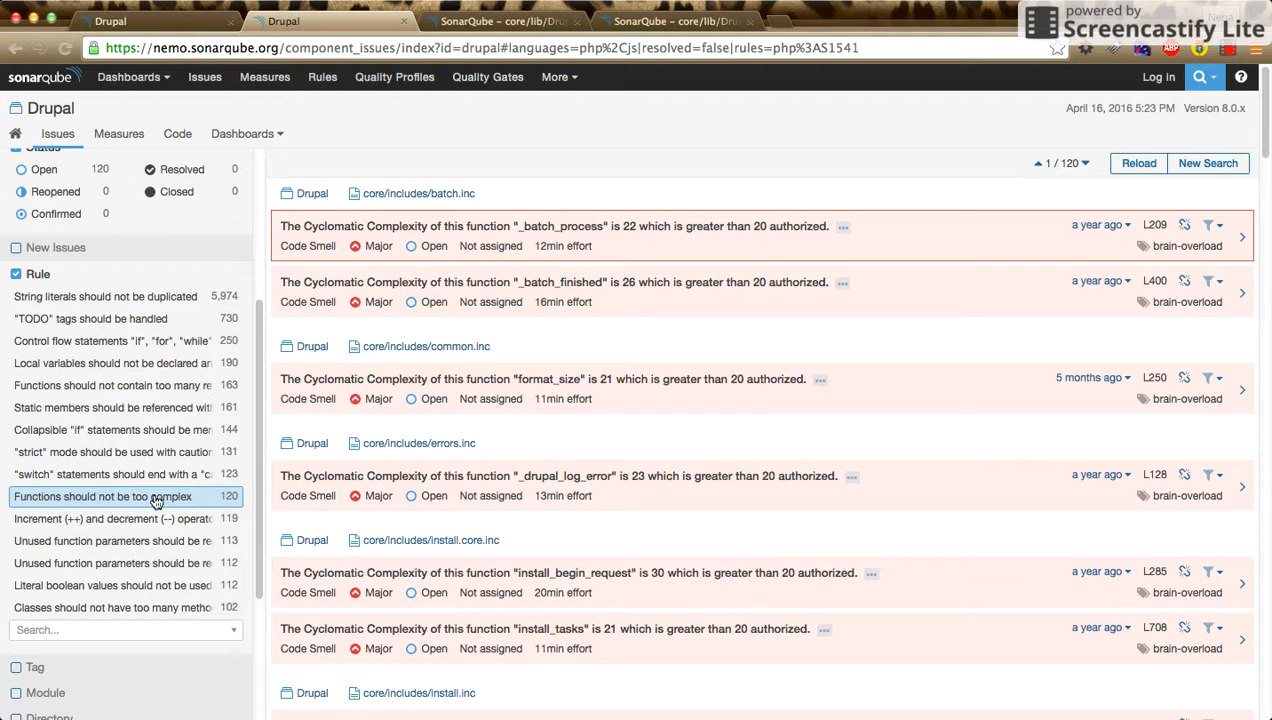 powered by
Screencastify Lite
Drupal
Drupal
SonarQube – core/lib/Dru
SonarQube – core/lib/Dru
https://nemo.sonarqube.org/component_issues/index?id=drupal#languages=php%2Cjs|resolved=false|rules=php%3AS1541
ABP
sonarqube Dashboards Issues Measures Rules Quality Profiles Quality Gates More Log in ?
Drupal April 16, 2016 5:23 PM Version 8.0.x
Issues Measures Code Dashboards
Status
Open 120 Resolved 0
Reopened 0 Closed 0
Confirmed 0
New Issues
Rule
String literals should not be duplicated 5,974
"TODO" tags should be handled 730
Control flow statements "if", "for", "while" 250
Local variables should not be declared an 190
Functions should not contain too many re 163
Static members should be referenced wit 161
Collapsible "if" statements should be mer 144
"strict" mode should be used with caution 131
"switch" statements should end with a "c 123
Functions should not be too complex 120
Increment (++) and decrement (--) operato 119
Unused function parameters should be re 113
Unused function parameters should be re 112
Literal boolean values should not be used 112
Classes should not have too many metho 102
Search...
Tag
Module
Directory
1 / 120 Reload New Search
Drupal core/includes/batch.inc
The Cyclomatic Complexity of this function "_batch_process" is 22 which is greater than 20 authorized. ... a year ago L209
Code Smell Major Open Not assigned 12min effort brain-overload
The Cyclomatic Complexity of this function "_batch_finished" is 26 which is greater than 20 authorized. ... a year ago L400
Code Smell Major Open Not assigned 16min effort brain-overload
Drupal core/includes/common.inc
The Cyclomatic Complexity of this function "format_size" is 21 which is greater than 20 authorized. ... 5 months ago L250
Code Smell Major Open Not assigned 11min effort brain-overload
Drupal core/includes/errors.inc
The Cyclomatic Complexity of this function "_drupal_log_error" is 23 which is greater than 20 authorized. ... a year ago L128
Code Smell Major Open Not assigned 13min effort brain-overload
Drupal core/includes/install.core.inc
The Cyclomatic Complexity of this function "install_begin_request" is 30 which is greater than 20 authorized. ... a year ago L285
Code Smell Major Open Not assigned 20min effort brain-overload
The Cyclomatic Complexity of this function "install_tasks" is 21 which is greater than 20 authorized. ... a year ago L708
Code Smell Major Open Not assigned 11min effort brain-overload
Drupal core/includes/install.inc